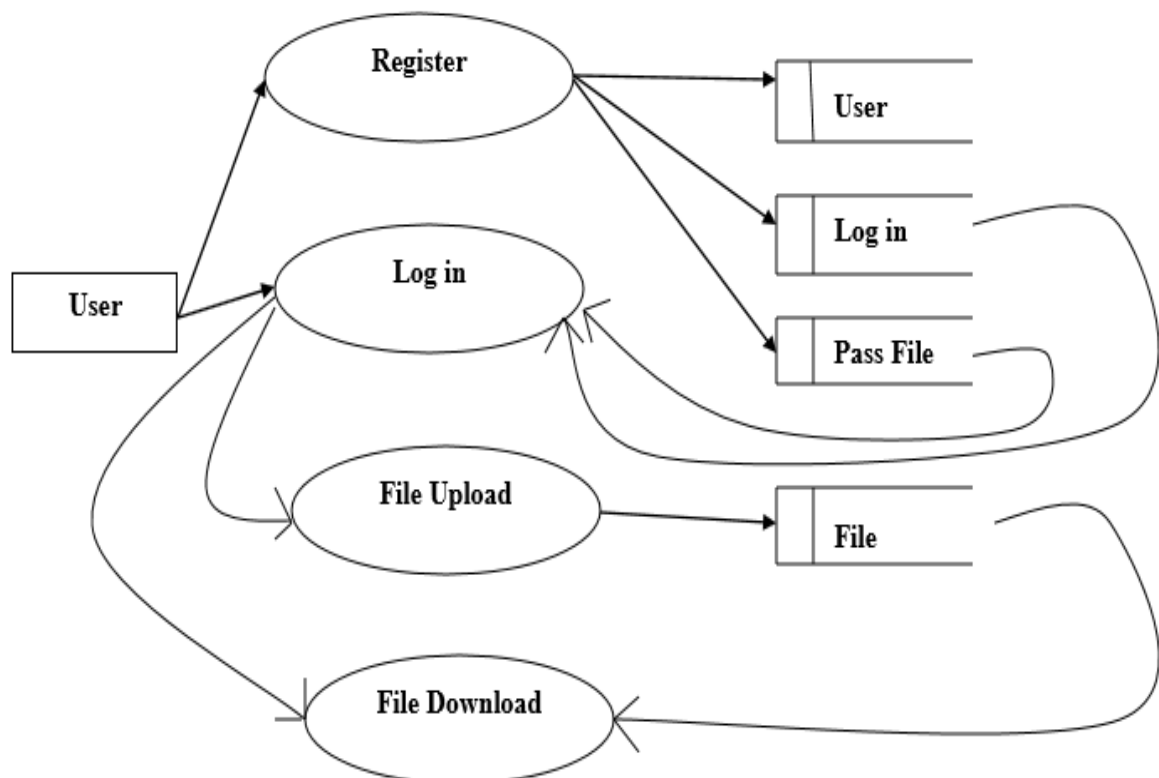 Register
User
Log in
Log in
User
Pass File
File Upload
File
File Download